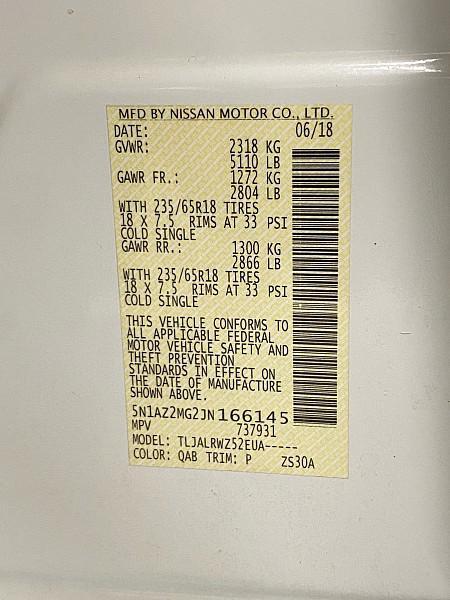 MFD BY NISSAN MOTOR CO., LTD.
DATE: 06/18
GVWR: 2318 KG
5110 LB
GAWR FR.: 1272 KG
2804 LB
WITH 235/65R18 TIRES
18 X 7.5 RIMS AT 33 PSI
COLD SINGLE
GAWR RR.: 1300 KG
2866 LB
WITH 235/65R18 TIRES
18 X 7.5 RIMS AT 33 PSI
COLD SINGLE
THIS VEHICLE CONFORMS TO
ALL APPLICABLE FEDERAL
MOTOR VEHICLE SAFETY AND
THEFT PREVENTION
STANDARDS IN EFFECT ON
THE DATE OF MANUFACTURE
SHOWN ABOVE.
5N1AZ2MG2JN166145
MPV 737931
MODEL: TLJALRWZ52EUA-----
COLOR: QAB TRIM: P ZS30A